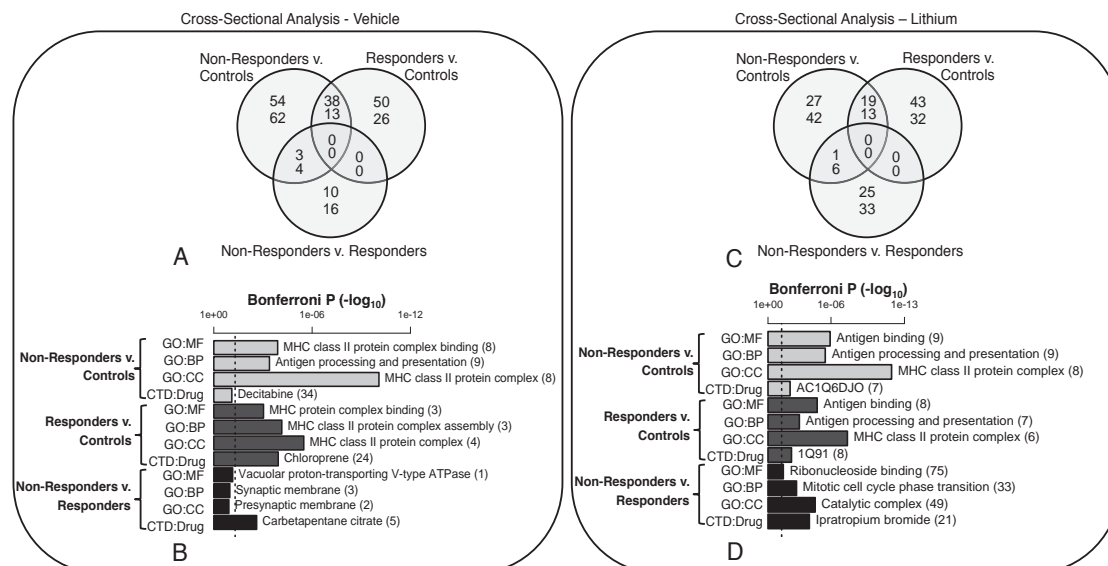 Cross-Sectional Analysis - Vehicle
Non-Responders v.
Controls
Responders v.
Controls
54
62
38
13
50
26
0
0
3
4
0
0
10
16
A
Non-Responders v. Responders
Bonferroni P (-log10)
1e+00
1e-06
1e-12
Non-Responders v.
Controls
GO:MF
MHC class II protein complex binding (8)
GO:BP
Antigen processing and presentation (9)
GO:CC
MHC class II protein complex (8)
CTD:Drug
Decitabine (34)
Responders v.
Controls
GO:MF
MHC protein complex binding (3)
GO:BP
MHC class II protein complex assembly (3)
GO:CC
MHC class II protein complex (4)
CTD:Drug
Chloroprene (24)
Non-Responders v.
Responders
GO:MF
Vacuolar proton-transporting V-type ATPase (1)
GO:BP
Synaptic membrane (3)
GO:CC
Presynaptic membrane (2)
CTD:Drug
Carbetapentane citrate (5)
B
Cross-Sectional Analysis – Lithium
Non-Responders v.
Controls
Responders v.
Controls
27
42
19
13
43
32
0
0
1
6
0
0
25
33
C
Non-Responders v. Responders
Bonferroni P (-log10)
1e+00
1e-06
1e-13
Non-Responders v.
Controls
GO:MF
Antigen binding (9)
GO:BP
Antigen processing and presentation (9)
GO:CC
MHC class II protein complex (8)
CTD:Drug
AC1Q6DJO (7)
Responders v.
Controls
GO:MF
Antigen binding (8)
GO:BP
Antigen processing and presentation (7)
GO:CC
MHC class II protein complex (6)
CTD:Drug
1Q91 (8)
Non-Responders v.
Responders
GO:MF
Ribonucleoside binding (75)
GO:BP
Mitotic cell cycle phase transition (33)
GO:CC
Catalytic complex (49)
CTD:Drug
Ipratropium bromide (21)
D